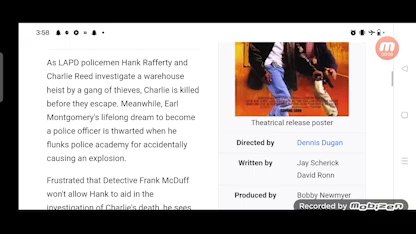 3:58
As LAPD policemen Hank Rafferty and
Charlie Reed investigate a warehouse
heist by a gang of thieves, Charlie is killed
before they escape. Meanwhile, Earl
Montgomery's lifelong dream to become
a police officer is thwarted when he
flunks police academy for accidentally
causing an explosion.
Frustrated that Detective Frank McDuff
won't allow Hank to aid in the
investigation of Charlie's death, he sees
COMING SOON
Theatrical release poster
Directed by Dennis Dugan
Written by Jay Scherick
David Ronn
Produced by Bobby Newmyer
Recorded by Mobizen